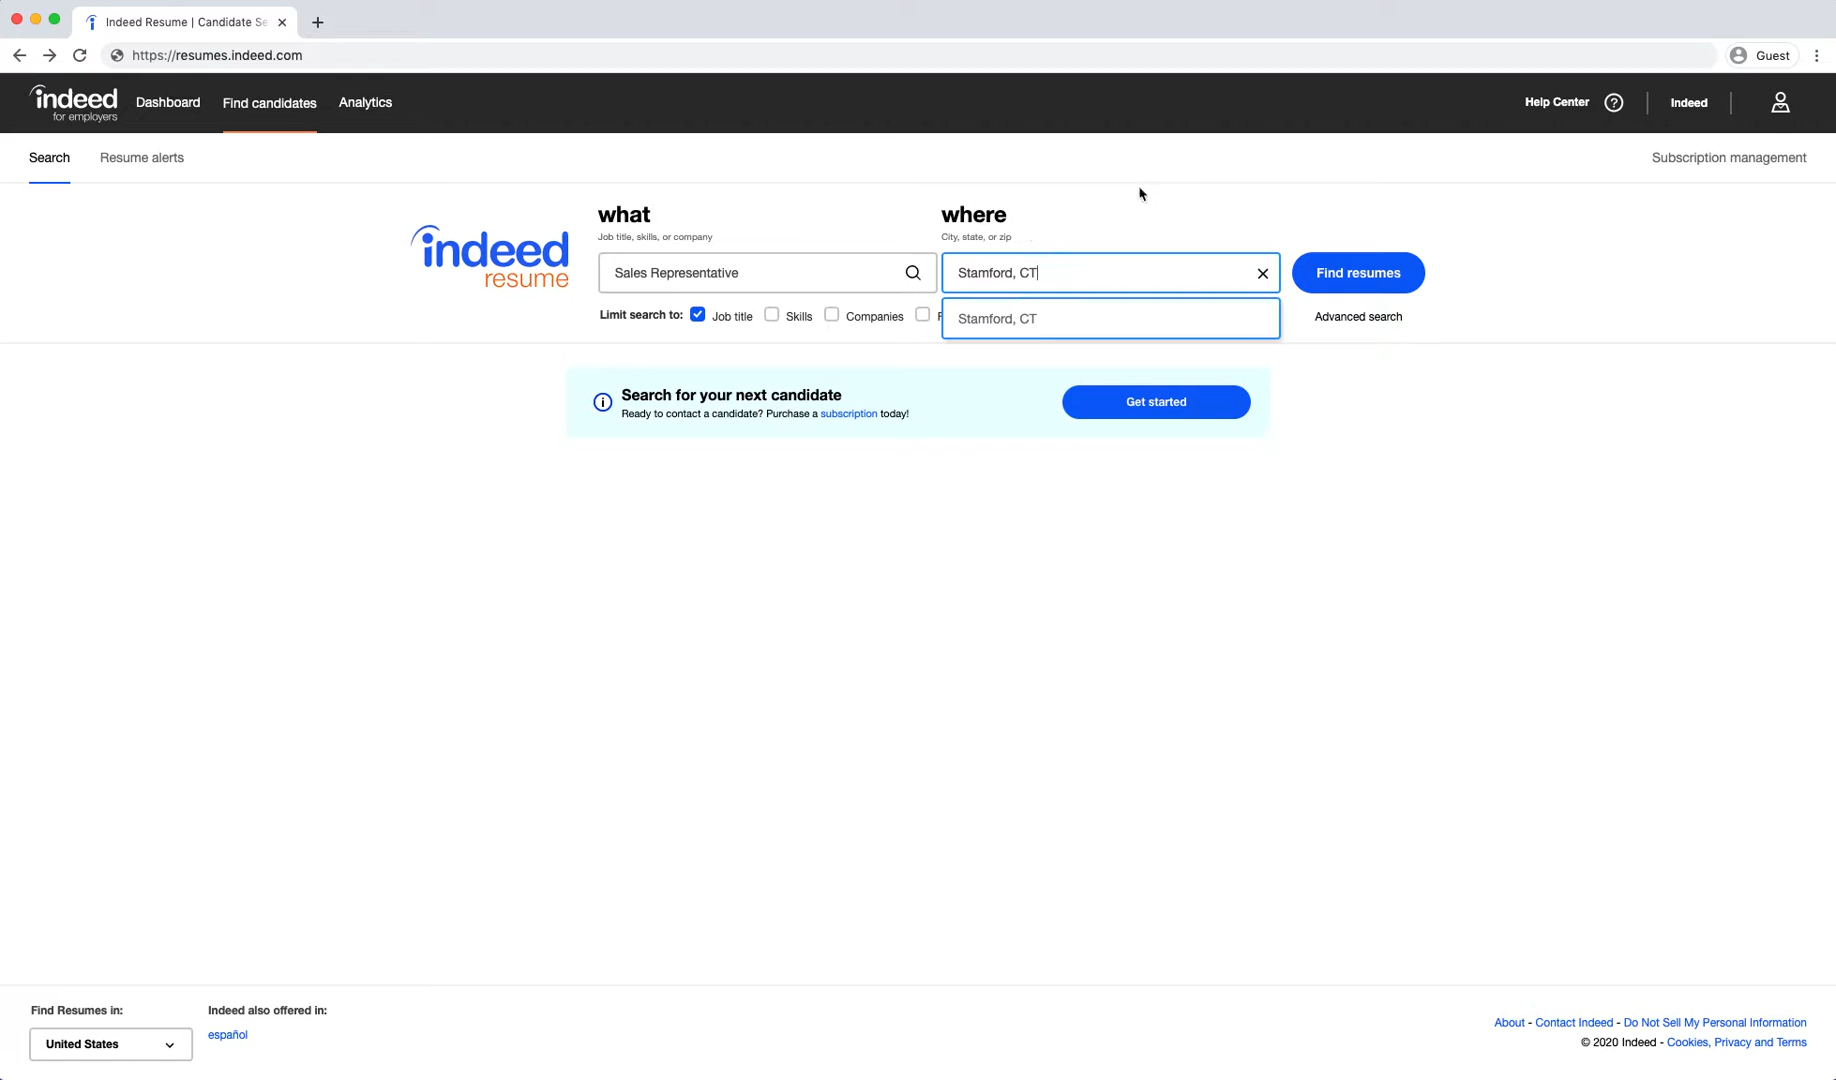 Indeed Resume | Candidate Se
https://resumes.indeed.com
Guest
indeed
for employers
Dashboard
Find candidates
Analytics
Help Center
Indeed
Search
Resume alerts
Subscription management
indeed
resume
what
Job title, skills, or company
Sales Representative
where
City, state, or zip
Stamford, CT
Find resumes
Limit search to:
Job title
Skills
Companies
Stamford, CT
Advanced search
Search for your next candidate
Ready to contact a candidate? Purchase a subscription today!
Get started
Find Resumes in:
United States
Indeed also offered in:
español
About - Contact Indeed - Do Not Sell My Personal Information
© 2020 Indeed - Cookies, Privacy and Terms